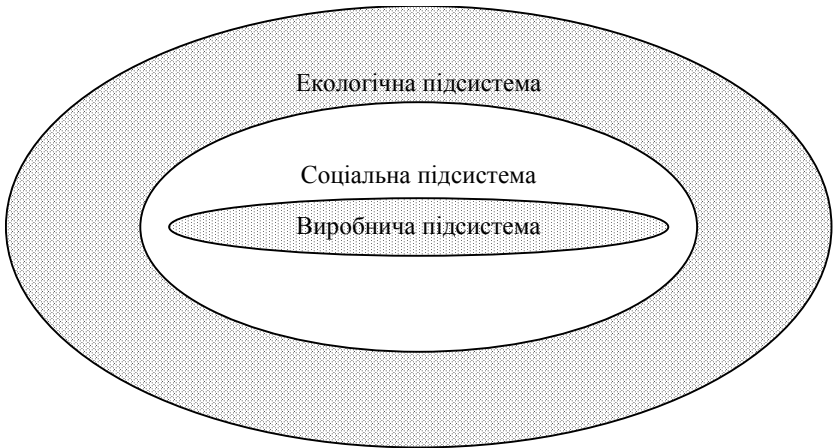 Екологічна підсистема
Соціальна підсистема
Виробнича підсистема